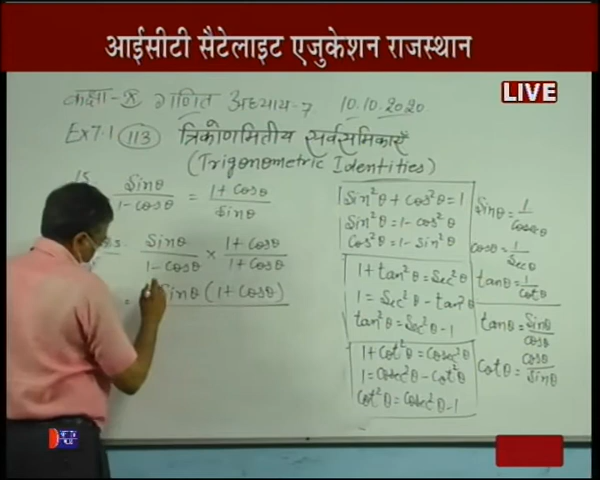 आईसीटी सैटेलाइट एजुकेशन राजस्थान
LIVE
कक्षा-X गणित अध्याय-7 10.10.2020
Ex 7.1 113 त्रिकोणमितीय सर्वसमिकाएँ
(Trigonometric Identities)
15. sinθ/1-cosθ = 1+cosθ/sinθ
sinθ/1-cosθ × 1+cosθ/1+cosθ
= sinθ(1+cosθ)
sin²θ + cos²θ = 1
sin²θ = 1- cos²θ
cos²θ = 1- sin²θ
1+tan²θ = sec²θ
1 = sec²θ - tan²θ
tan²θ = sec²θ -1
1+cot²θ = cosec²θ
1 = cosec²θ - cot²θ
cot²θ = cosec²θ -1
sinθ = 1/cosecθ
cosθ = 1/secθ
tanθ = 1/cotθ
tanθ = sinθ/cosθ
cotθ = cosθ/sinθ